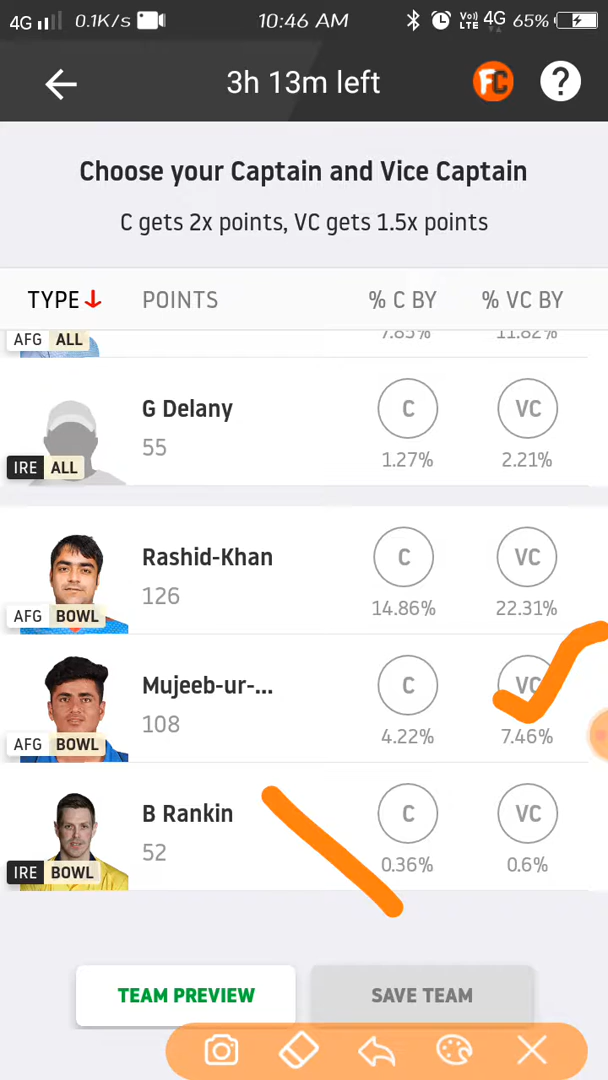 4G 0.1K/s 10:46 AM Vo)) LTE 4G 65%
3h 13m left FC ?
Choose your Captain and Vice Captain
C gets 2x points, VC gets 1.5x points
TYPE POINTS % C BY % VC BY
AFG ALL 7.85% 11.82%
G Delany C VC
55
IRE ALL 1.27% 2.21%
Rashid-Khan C VC
126
AFG BOWL 14.86% 22.31%
Mujeeb-ur-... C VC
108
AFG BOWL 4.22% 7.46%
B Rankin C VC
52
IRE BOWL 0.36% 0.6%
TEAM PREVIEW SAVE TEAM